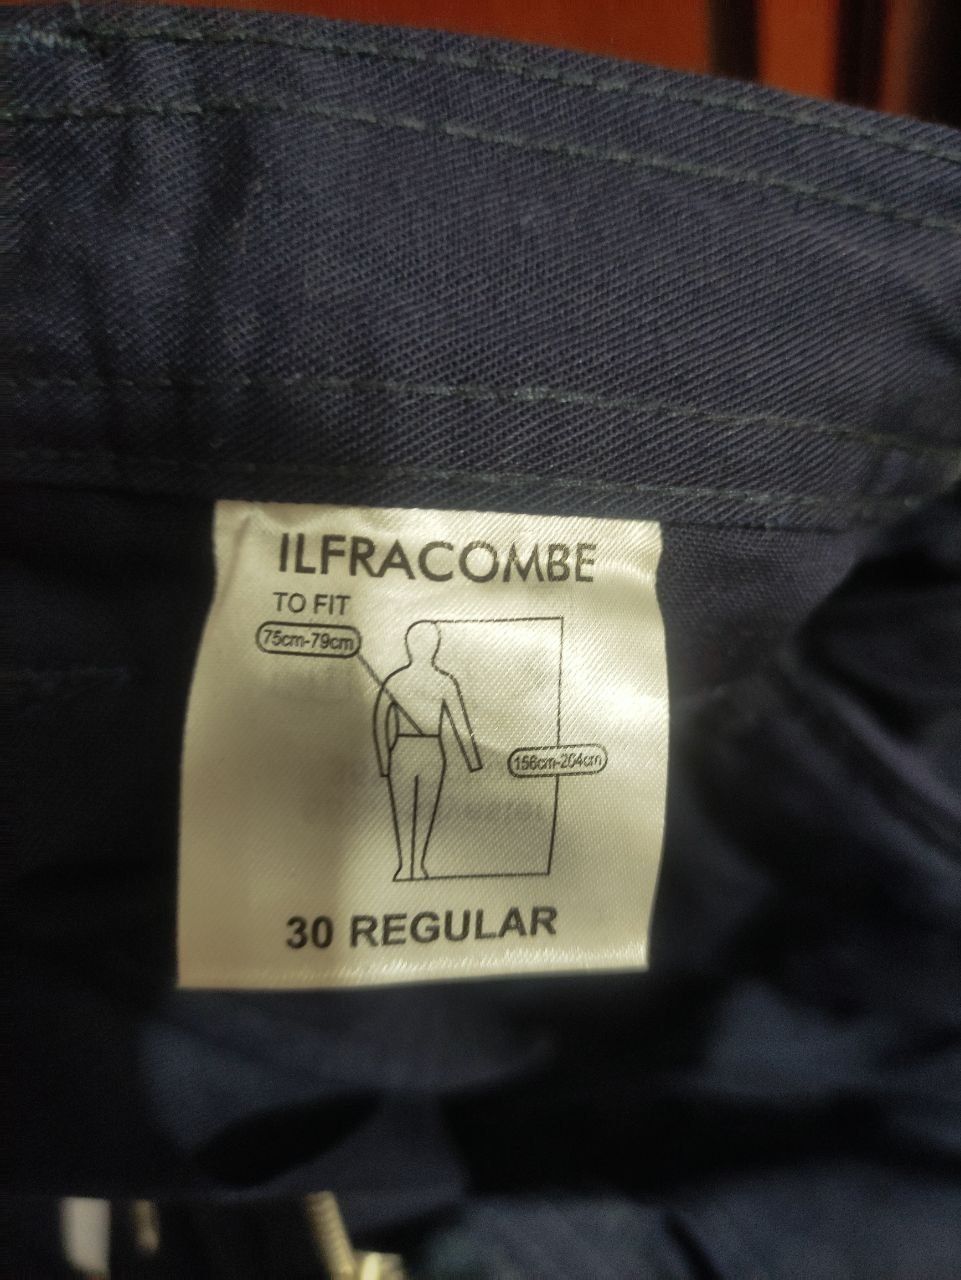 ILFRACOMBE
TO FIT
75cm-79cm
156cm-204cm
30 REGULAR